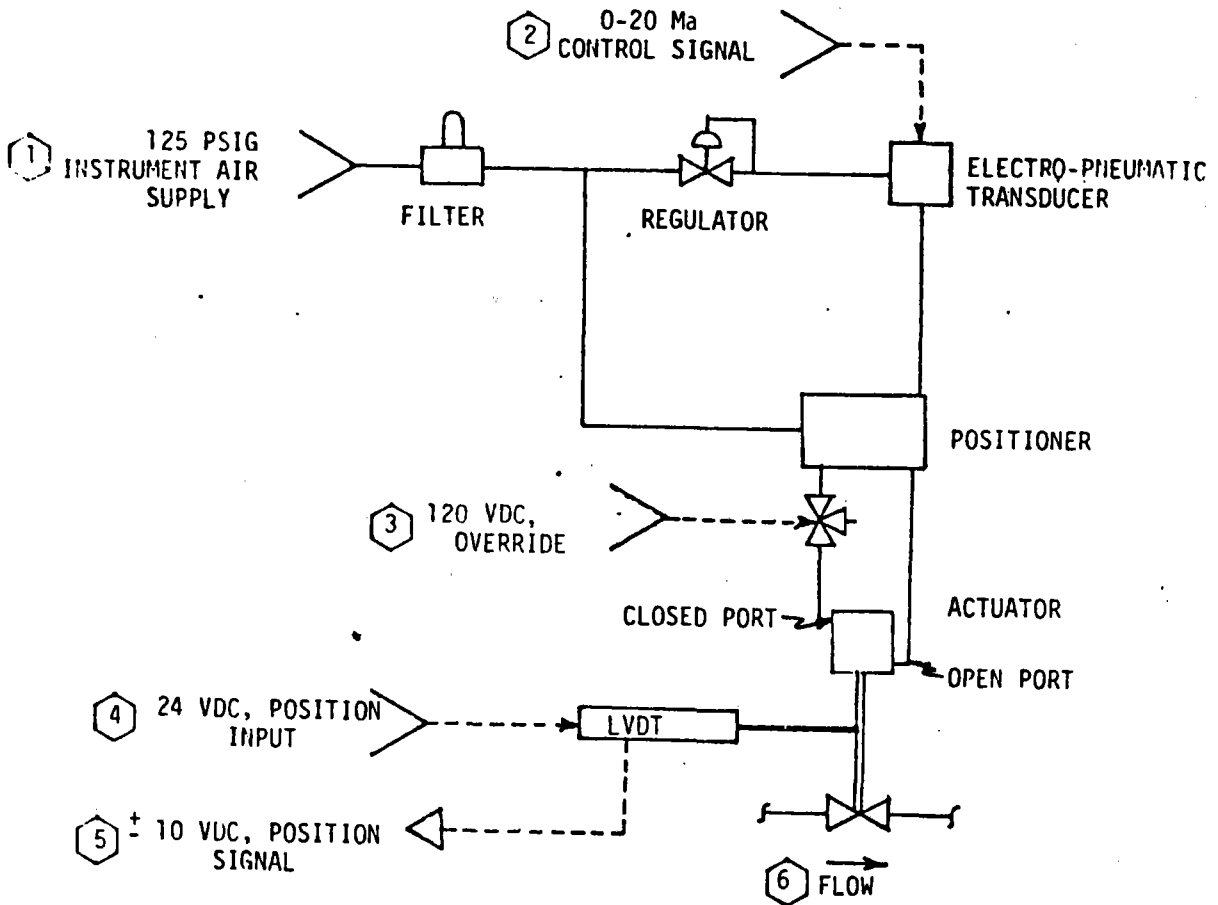 2
0-20 Ma
CONTROL SIGNAL
1
125 PSIG
INSTRUMENT AIR
SUPPLY
FILTER
REGULATOR
ELECTRO-PNEUMATIC
TRANSDUCER
POSITIONER
3
120 VDC,
OVERRIDE
CLOSED PORT
ACTUATOR
OPEN PORT
4
24 VDC, POSITION
INPUT
LVDT
5
± 10 VDC, POSITION
SIGNAL
6
FLOW